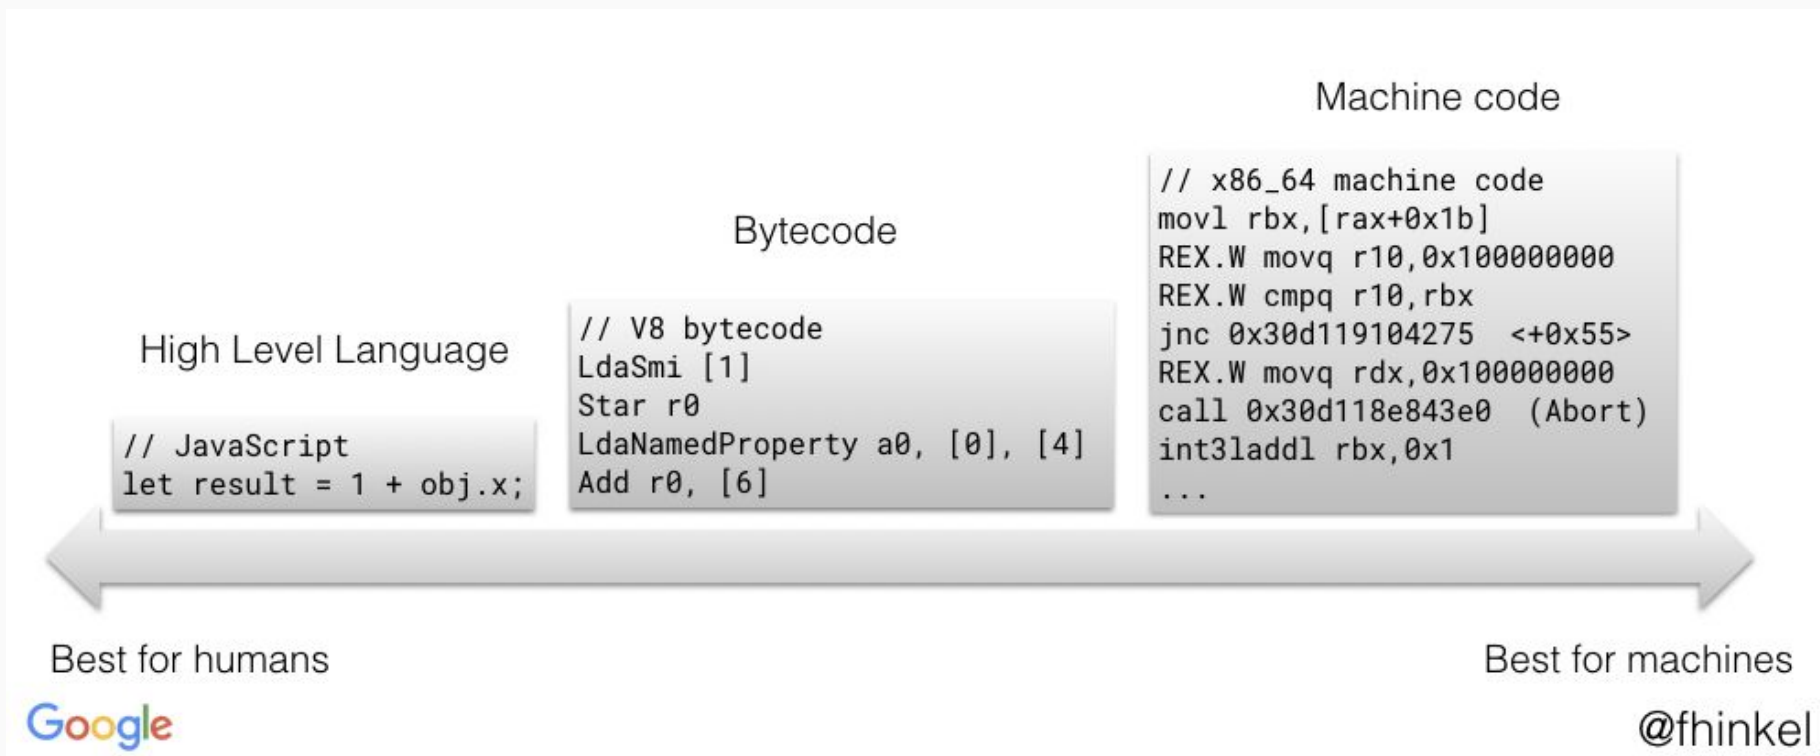 Machine code
// x86_64 machine code
movl rbx,[rax+0x1b]
REX.W movq r10,0x100000000
REX.W cmpq r10,rbx
jnc 0x30d119104275  <+0x55>
REX.W movq rdx,0x100000000
call 0x30d118e843e0  (Abort)
int3laddl rbx,0x1
...
Bytecode
// V8 bytecode
LdaSmi [1]
Star r0
LdaNamedProperty a0, [0], [4]
Add r0, [6]
High Level Language
// JavaScript
let result = 1 + obj.x;
Best for humans
Best for machines
Google
@fhinkel